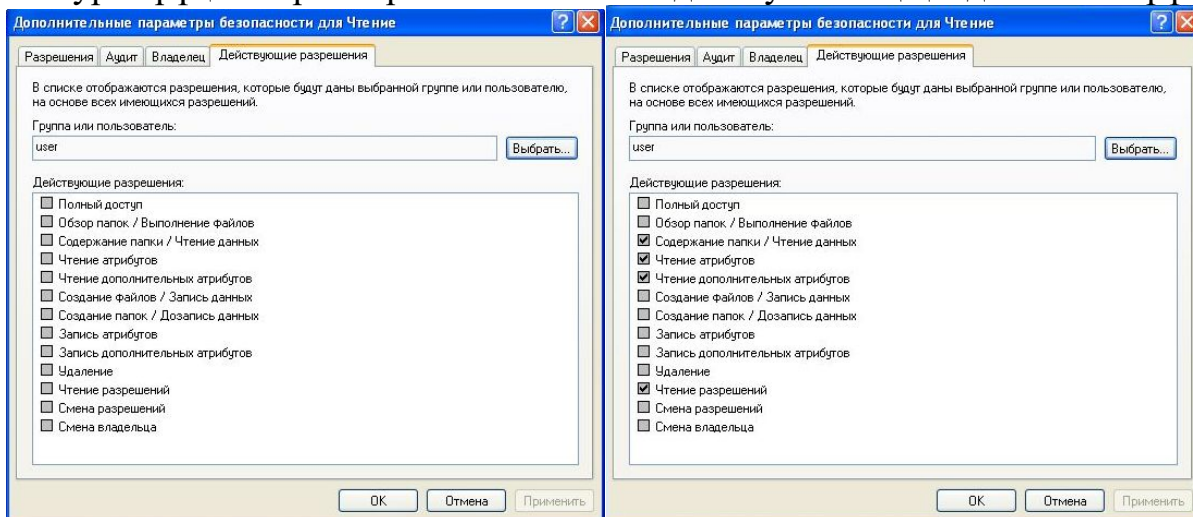 Дополнительные параметры безопасности для Чтение
Разрешения Аудит Владелец Действующие разрешения
В списке отображаются разрешения, которые будут даны выбранной группе или пользователю,
на основе всех имеющихся разрешений.
Группа или пользователь:
user
Выбрать...
Действующие разрешения:
Полный доступ
Обзор папок / Выполнение файлов
Содержание папки / Чтение данных
Чтение атрибутов
Чтение дополнительных атрибутов
Создание файлов / Запись данных
Создание папок / Дозапись данных
Запись атрибутов
Запись дополнительных атрибутов
Удаление
Чтение разрешений
Смена разрешений
Смена владельца
OK Отмена Применить
Дополнительные параметры безопасности для Чтение
Разрешения Аудит Владелец Действующие разрешения
В списке отображаются разрешения, которые будут даны выбранной группе или пользователю,
на основе всех имеющихся разрешений.
Группа или пользователь:
user
Выбрать...
Действующие разрешения:
Полный доступ
Обзор папок / Выполнение файлов
Содержание папки / Чтение данных
Чтение атрибутов
Чтение дополнительных атрибутов
Создание файлов / Запись данных
Создание папок / Дозапись данных
Запись атрибутов
Запись дополнительных атрибутов
Удаление
Чтение разрешений
Смена разрешений
Смена владельца
OK Отмена Применить